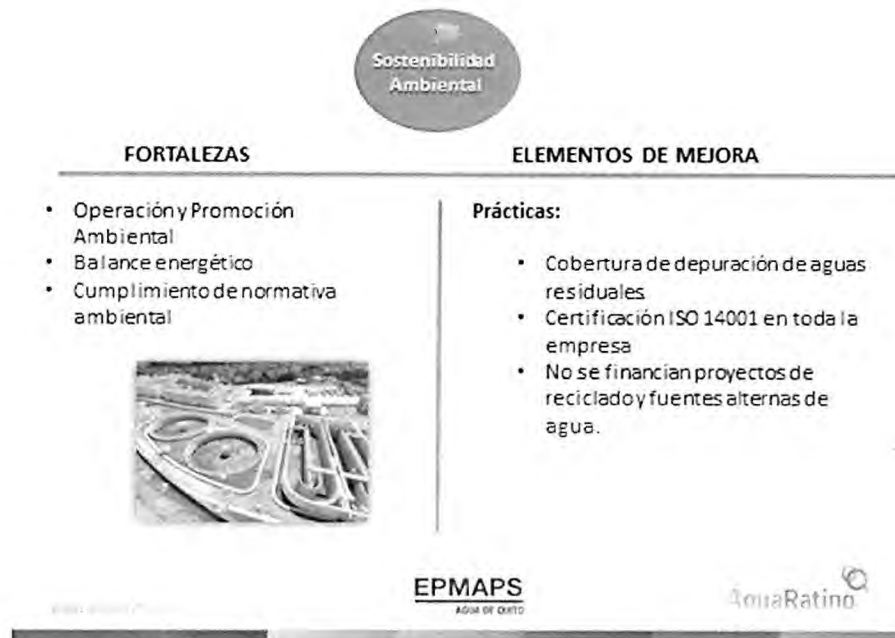 Sostenibilidad
Ambiental
FORTALEZAS
• Operación y Promoción
Ambiental
• Balance energético
• Cumplimiento de normativa
ambiental
ELEMENTOS DE MEJORA
Prácticas:
• Cobertura de depuración de aguas
residuales
• Certificación ISO 14001 en toda la
empresa
• No se financian proyectos de
reciclado y fuentes alternas de
agua.
EPMAPS
AGUA DE QUITO
AquaRating